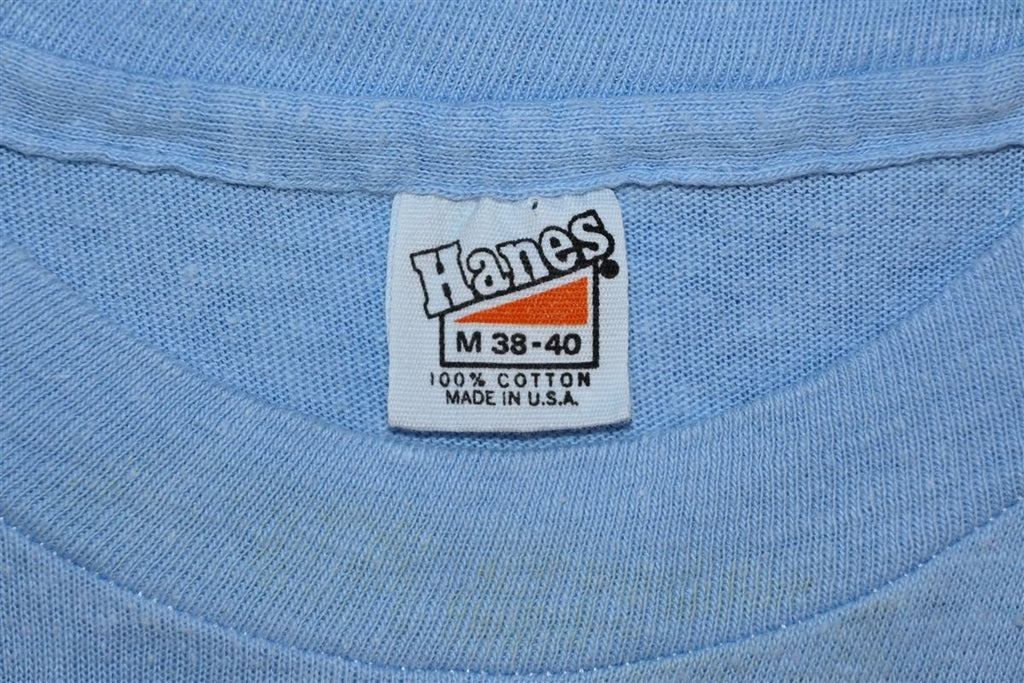 Hanes
M 38-40
100% COTTON
MADE IN U.S.A.